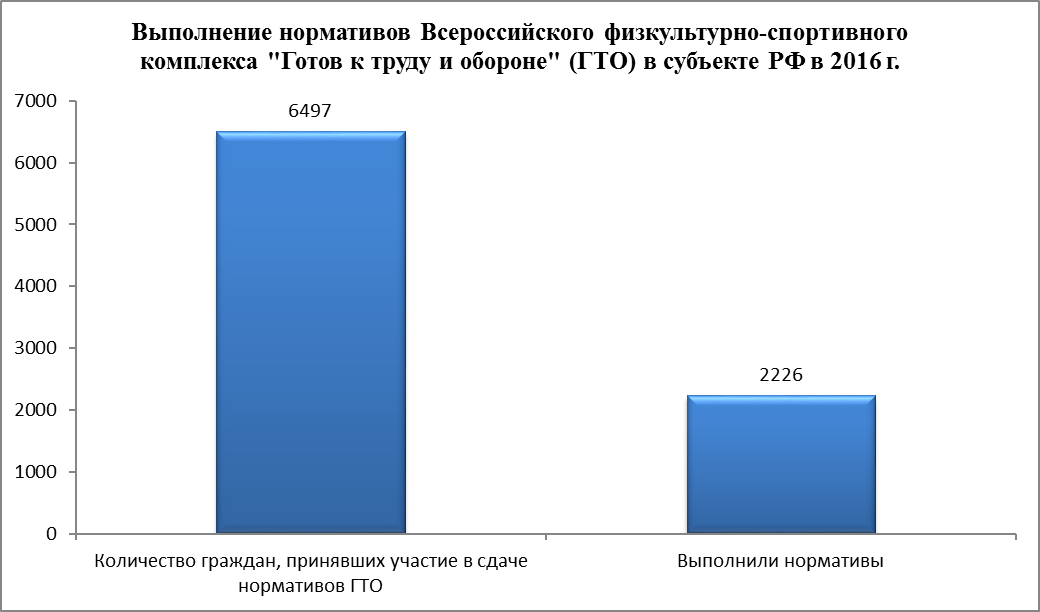 Выполнение нормативов Всероссийского физкультурно-спортивного
комплекса "Готов к труду и обороне" (ГТО) в субъекте РФ в 2016 г.
7000
6000
5000
4000
3000
2000
1000
0
6497
2226
Количество граждан, принявших участие в сдаче
нормативов ГТО
Выполнили нормативы